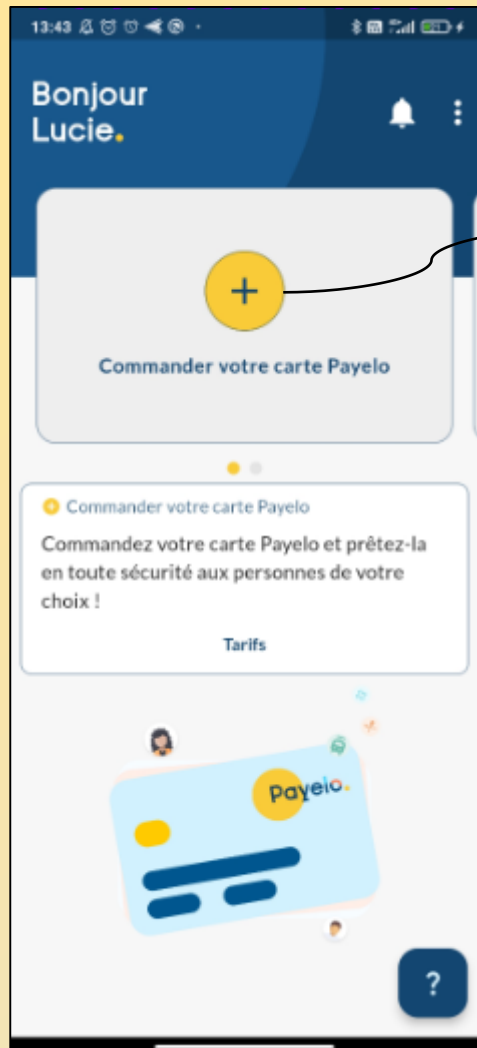 13:43
Bonjour
Lucie.
+
Commander votre carte Payelo
Commander votre carte Payelo
Commandez votre carte Payelo et prêtez-la
en toute sécurité aux personnes de votre
choix !
Tarifs
Payelo.
?